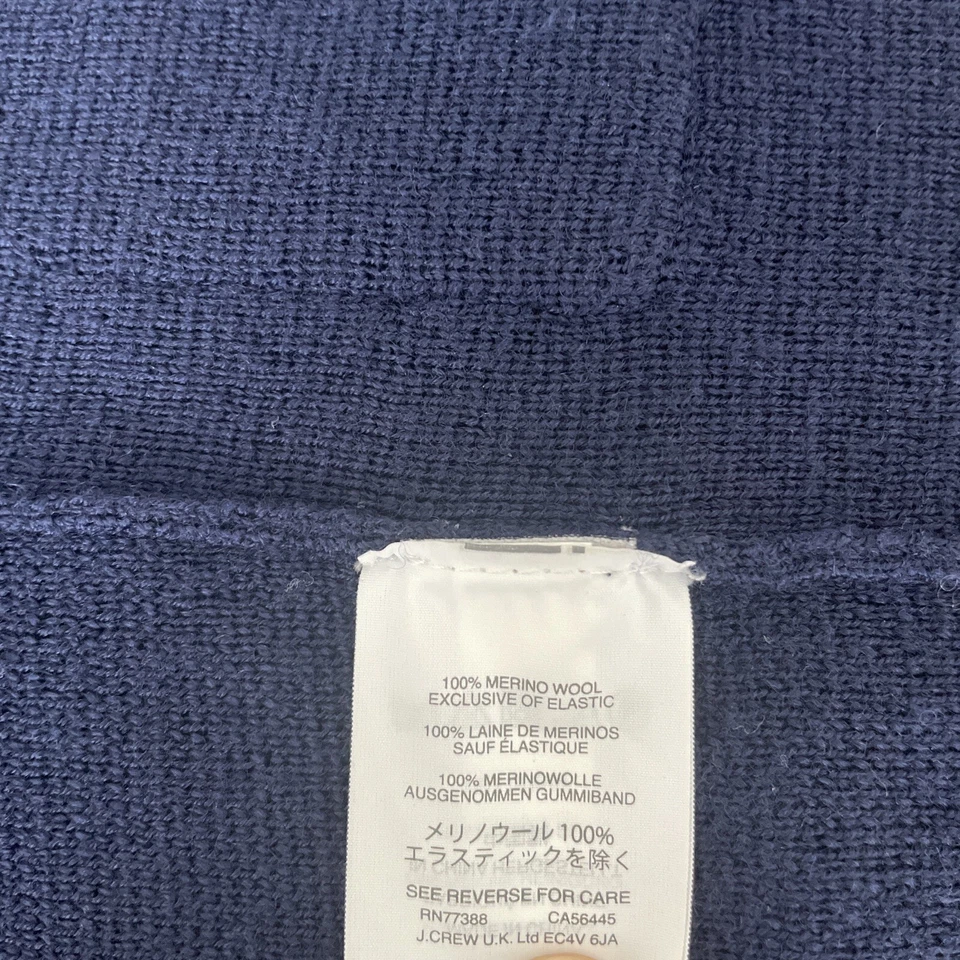 100% MERINO WOOL
EXCLUSIVE OF ELASTIC
100% LAINE DE MERINOS
SAUF ÉLASTIQUE
100% MERINOWOLLE
AUSGENOMMEN GUMMIBAND
メリノウール 100%
エラスティックを除く
SEE REVERSE FOR CARE
RN77388 CA56445
J.CREW U.K. Ltd EC4V 6JA